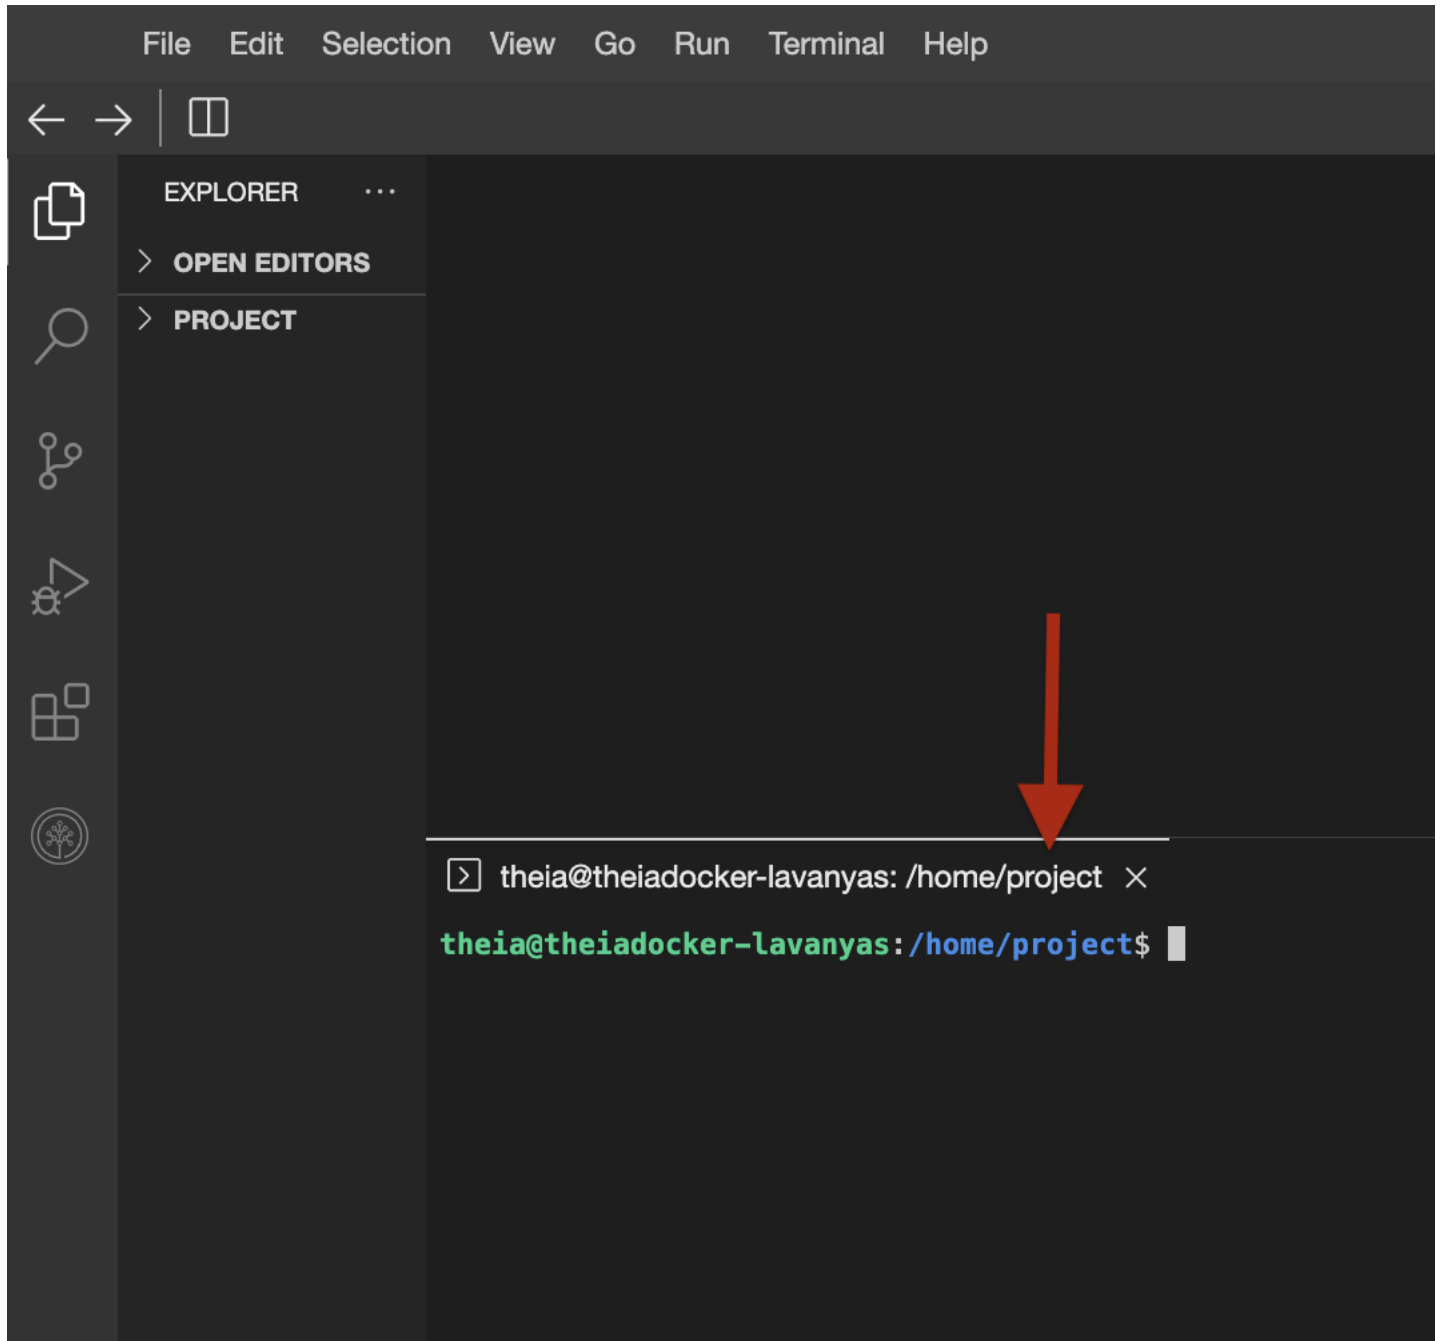 File Edit Selection View Go Run Terminal Help
EXPLORER ...
OPEN EDITORS
PROJECT
theia@theiadocker-lavanyas: /home/project
theia@theiadocker-lavanyas:/home/project$